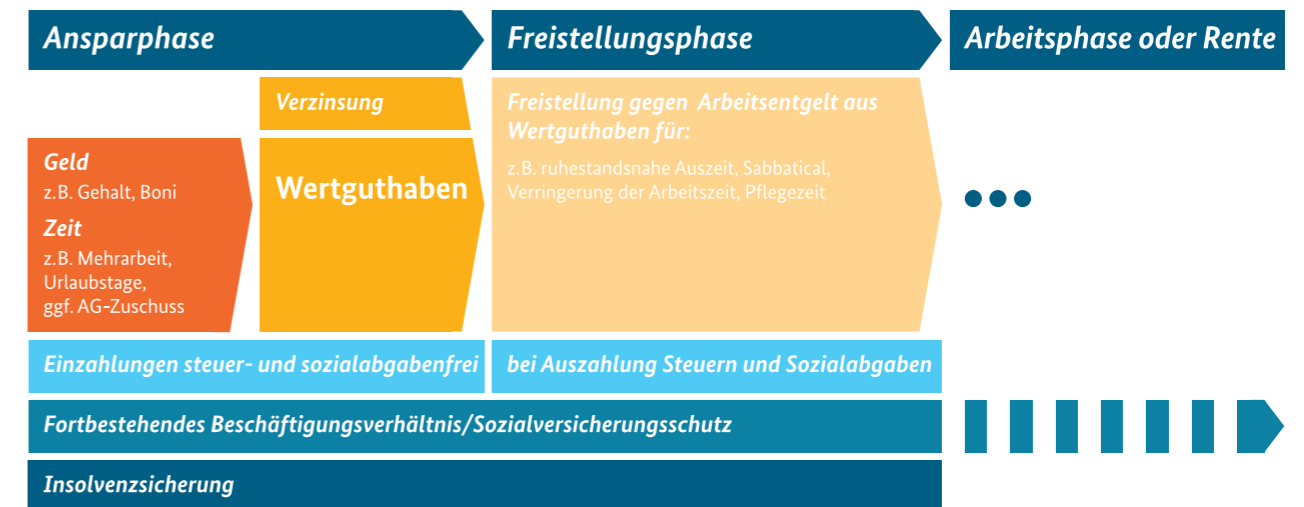 Ansparphase
Freistellungsphase
Arbeitsphase oder Rente
Verzinsung
Geld
z.B. Gehalt, Boni
Zeit
z.B. Mehrarbeit,
Urlaubstage,
ggf. AG-Zuschuss
Wertguthaben
Freistellung gegen Arbeitsentgelt aus
Wertguthaben für:
z.B. ruhestandsnahe Auszeit, Sabbatical,
Verringerung der Arbeitszeit, Pflegezeit
Einzahlungen steuer- und sozialabgabenfrei
bei Auszahlung Steuern und Sozialabgaben
Fortbestehendes Beschäftigungsverhältnis/Sozialversicherungsschutz
Insolvenzsicherung